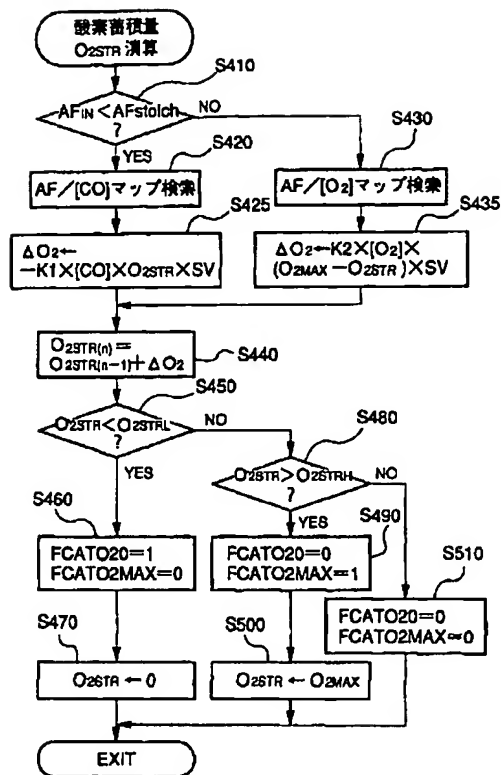 酸素蓄積量
O2STR 演算
S410
AFIN<AFstoich
?
NO
YES
S420
S430
AF／[CO]マップ検索
AF／[O2]マップ検索
S425
S435
ΔO2←
−K1×[CO]×O2STR×SV
ΔO2←K2×[O2]×
(O2MAX−O2STR)×SV
O2STR(n)=
O2STR(n-1)+ΔO2
S440
S450
O2STR<O2STRL
?
NO
YES
S480
O2STR>O2STRH
?
NO
YES
S460
FCATO20=1
FCATO2MAX=0
S490
FCATO20=0
FCATO2MAX=1
S510
FCATO20=0
FCATO2MAX=0
S470
O2STR←0
S500
O2STR←O2MAX
EXIT